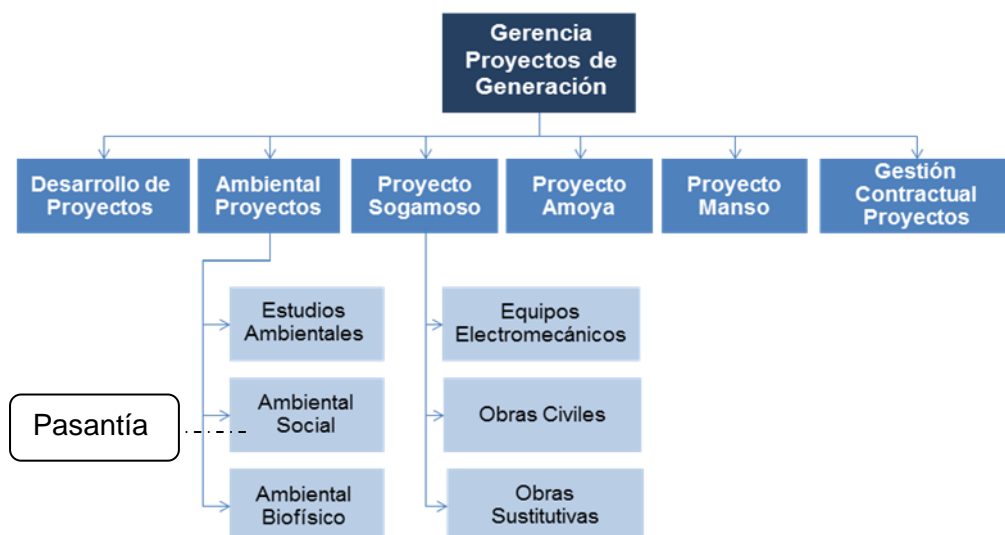 Gerencia
Proyectos de
Generación
Desarrollo de
Proyectos
Ambiental
Proyectos
Proyecto
Sogamoso
Proyecto
Amoya
Proyecto
Manso
Gestión
Contractual
Proyectos
Estudios
Ambientales
Equipos
Electromecánicos
Pasantía
Ambiental
Social
Obras Civiles
Ambiental
Biofísico
Obras
Sustitutivas